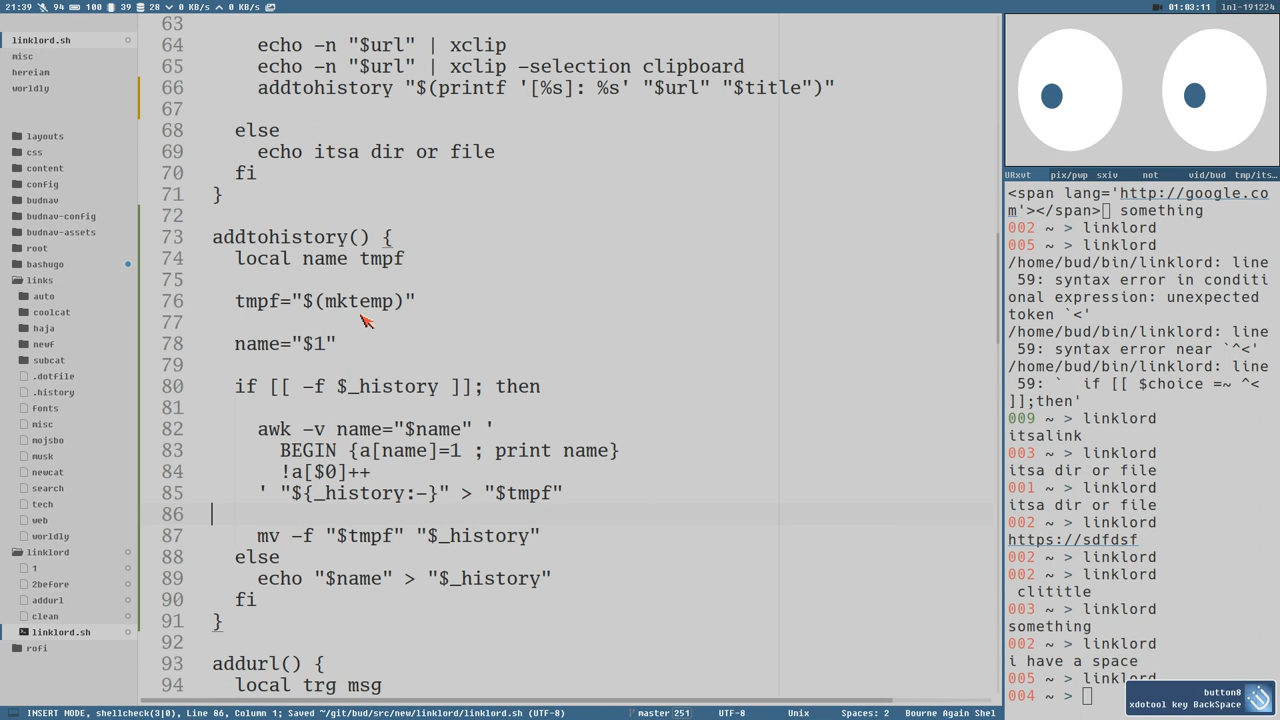 21:39 94 100 39 28 0 KB/s 0 KB/s
01:03:11 lnl-191224
linklord.sh
misc
hereiam
worldly
layouts
css
content
config
budnav
budnav-config
budnav-assets
root
bashugo
links
auto
coolcat
haja
newf
subcat
.dotfile
.history
fonts
misc
mojsbo
musk
newcat
search
tech
web
worldly
linklord
1
2before
addurl
clean
linklord.sh
rofi
63
64 echo -n "$url" | xclip
65 echo -n "$url" | xclip -selection clipboard
66 addtohistory "$(printf '[%s]: %s' "$url" "$title")"
67
68 else
69 echo itsa dir or file
70 fi
71 }
72
73 addtohistory() {
74 local name tmpf
75
76 tmpf="$(mktemp)"
77
78 name="$1"
79
80 if [[ -f $_history ]]; then
81
82 awk -v name="$name" '
83 BEGIN {a[name]=1 ; print name}
84 !a[$0]++
85 ' "${_history:-}" > "$tmpf"
86
87 mv -f "$tmpf" "$_history"
88 else
89 echo "$name" > "$_history"
90 fi
91 }
92
93 addurl() {
94 local trg msg
URxvt pix/pwp sxiv not vid/bud tmp/its…
<span lang='http://google.co
m'></span> something
002 ~ > linklord
005 ~ > linklord
/home/bud/bin/linklord: line
59: syntax error in conditi
onal expression: unexpected
token `<'
/home/bud/bin/linklord: line
59: syntax error near `^<'
/home/bud/bin/linklord: line
59: `  if [[ $choice =~ ^<
]];then'
009 ~ > linklord
itsalink
003 ~ > linklord
itsa dir or file
001 ~ > linklord
itsa dir or file
002 ~ > linklord
https://sdfdsf
002 ~ > linklord
002 ~ > linklord
clititle
003 ~ > linklord
something
002 ~ > linklord
i have a space
005 ~ > linklord
004 ~ >
button8
xdotool key BackSpace
INSERT MODE, shellcheck(3|0), Line 86, Column 1; Saved ~/git/bud/src/new/linklord/linklord.sh (UTF-8) master 251 UTF-8 Unix Spaces: 2 Bourne Again Shel